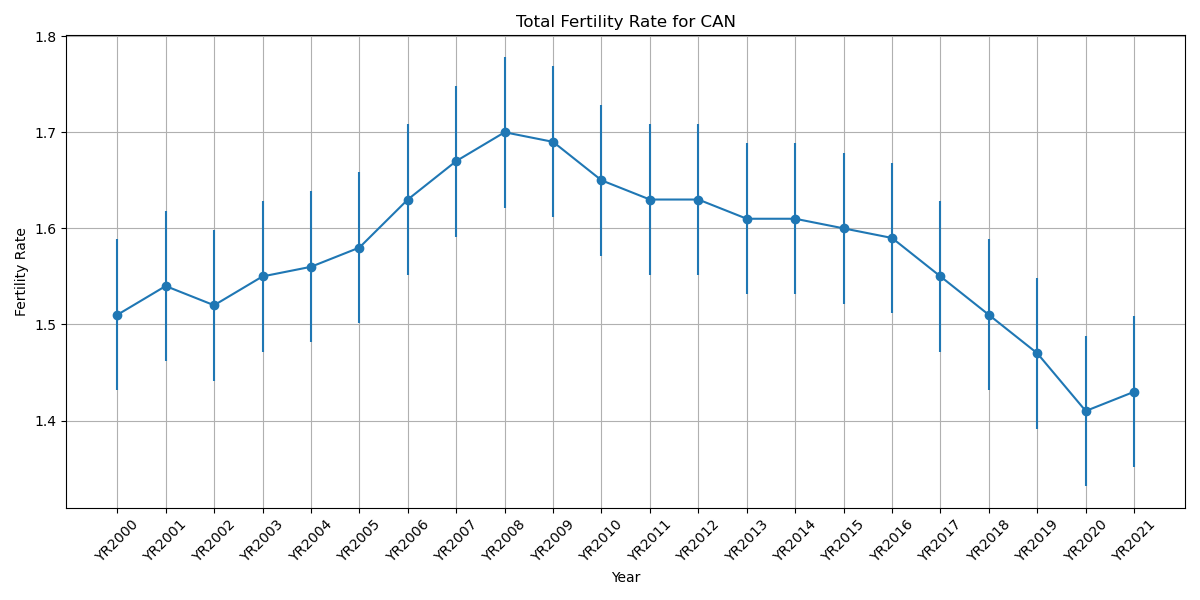 Total Fertility Rate for CAN
Fertility Rate
1.8
1.7
1.6
1.5
1.4
YR2000
YR2001
YR2002
YR2003
YR2004
YR2005
YR2006
YR2007
YR2008
YR2009
YR2010
YR2011
YR2012
YR2013
YR2014
YR2015
YR2016
YR2017
YR2018
YR2019
YR2020
YR2021
Year